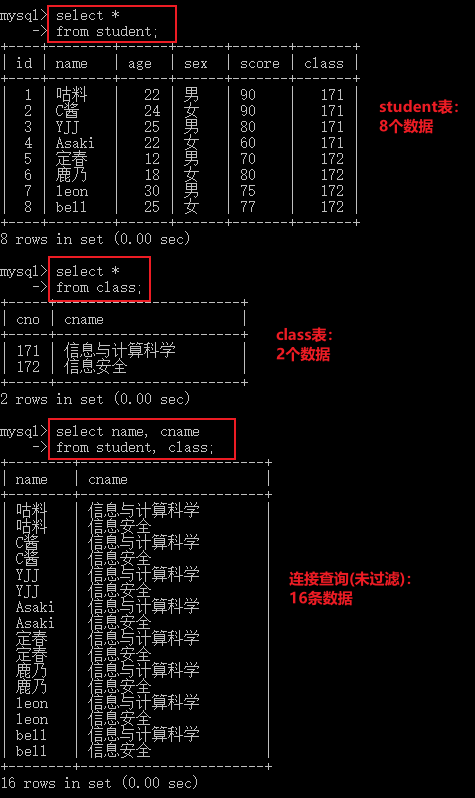 mysql> select *
-> from student;
student表：
8个数据
| id | name | age | sex | score | class |
| 1 | 咕料 | 22 | 男 | 90 | 171 |
| 2 | C酱 | 24 | 女 | 90 | 171 |
| 3 | YJJ | 25 | 男 | 80 | 171 |
| 4 | Asaki | 22 | 女 | 60 | 171 |
| 5 | 定春 | 12 | 男 | 70 | 172 |
| 6 | 鹿乃 | 18 | 女 | 80 | 172 |
| 7 | leon | 30 | 男 | 75 | 172 |
| 8 | bell | 25 | 女 | 77 | 172 |
8 rows in set (0.00 sec)
mysql> select *
-> from class;
class表：
2个数据
| cno | cname |
| 171 | 信息与计算科学 |
| 172 | 信息安全 |
2 rows in set (0.00 sec)
mysql> select name, cname
-> from student, class;
连接查询(未过滤)：
16条数据
| name | cname |
| 咕料 | 信息与计算科学 |
| 咕料 | 信息安全 |
| C酱 | 信息与计算科学 |
| C酱 | 信息安全 |
| YJJ | 信息与计算科学 |
| YJJ | 信息安全 |
| Asaki | 信息与计算科学 |
| Asaki | 信息安全 |
| 定春 | 信息与计算科学 |
| 定春 | 信息安全 |
| 鹿乃 | 信息与计算科学 |
| 鹿乃 | 信息安全 |
| leon | 信息与计算科学 |
| leon | 信息安全 |
| bell | 信息与计算科学 |
| bell | 信息安全 |
16 rows in set (0.00 sec)